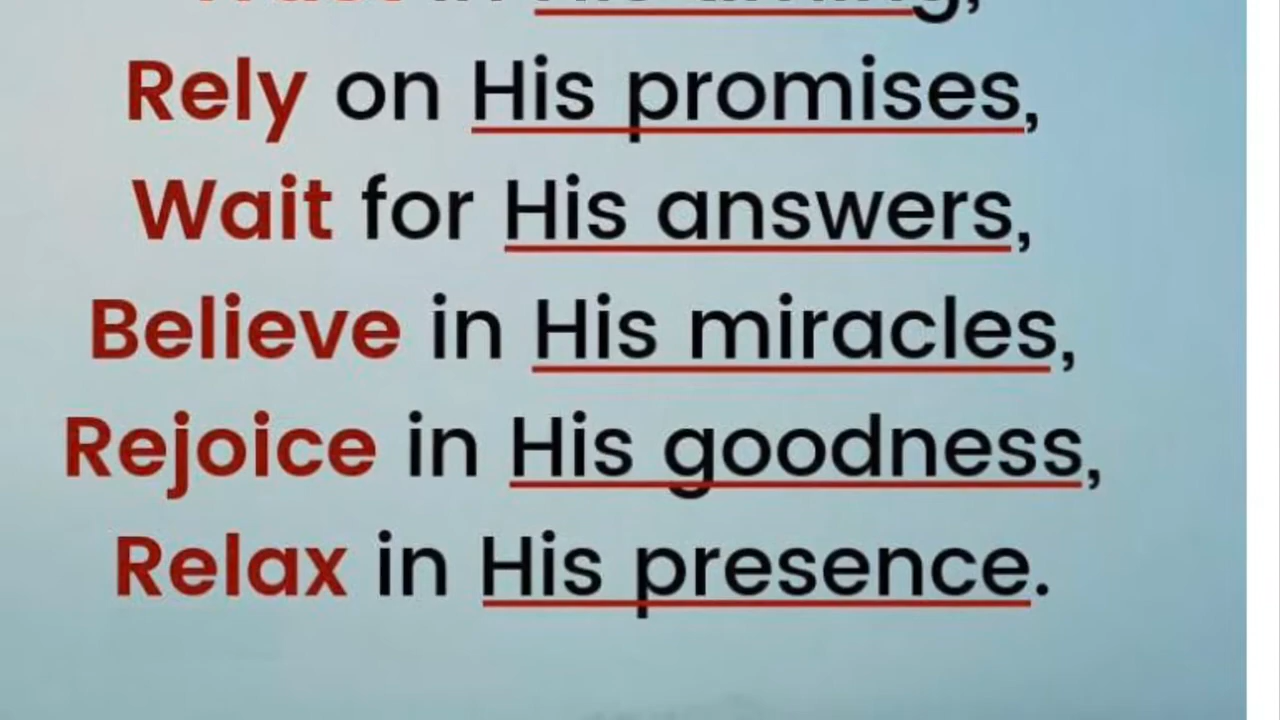 Rely on His promises,
Wait for His answers,
Believe in His miracles,
Rejoice in His goodness,
Relax in His presence.